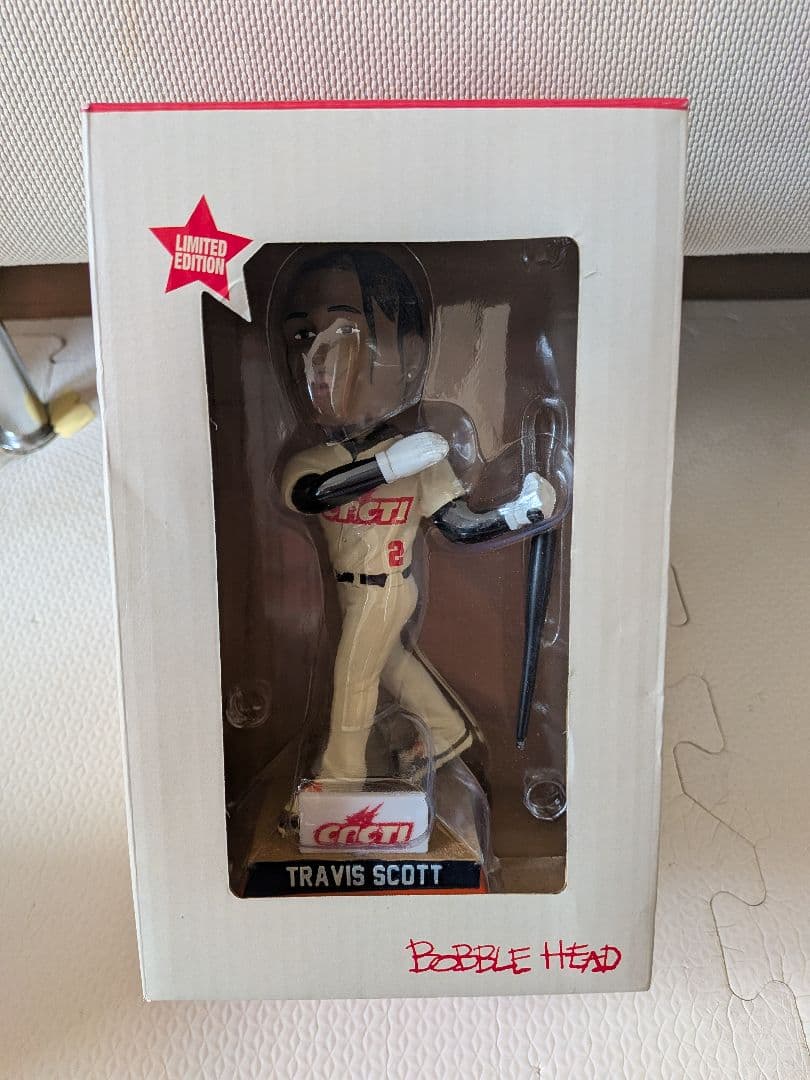 LIMITED
EDITION
CACTI
2
CACTI
TRAVIS SCOTT
BOBBLE HEAD